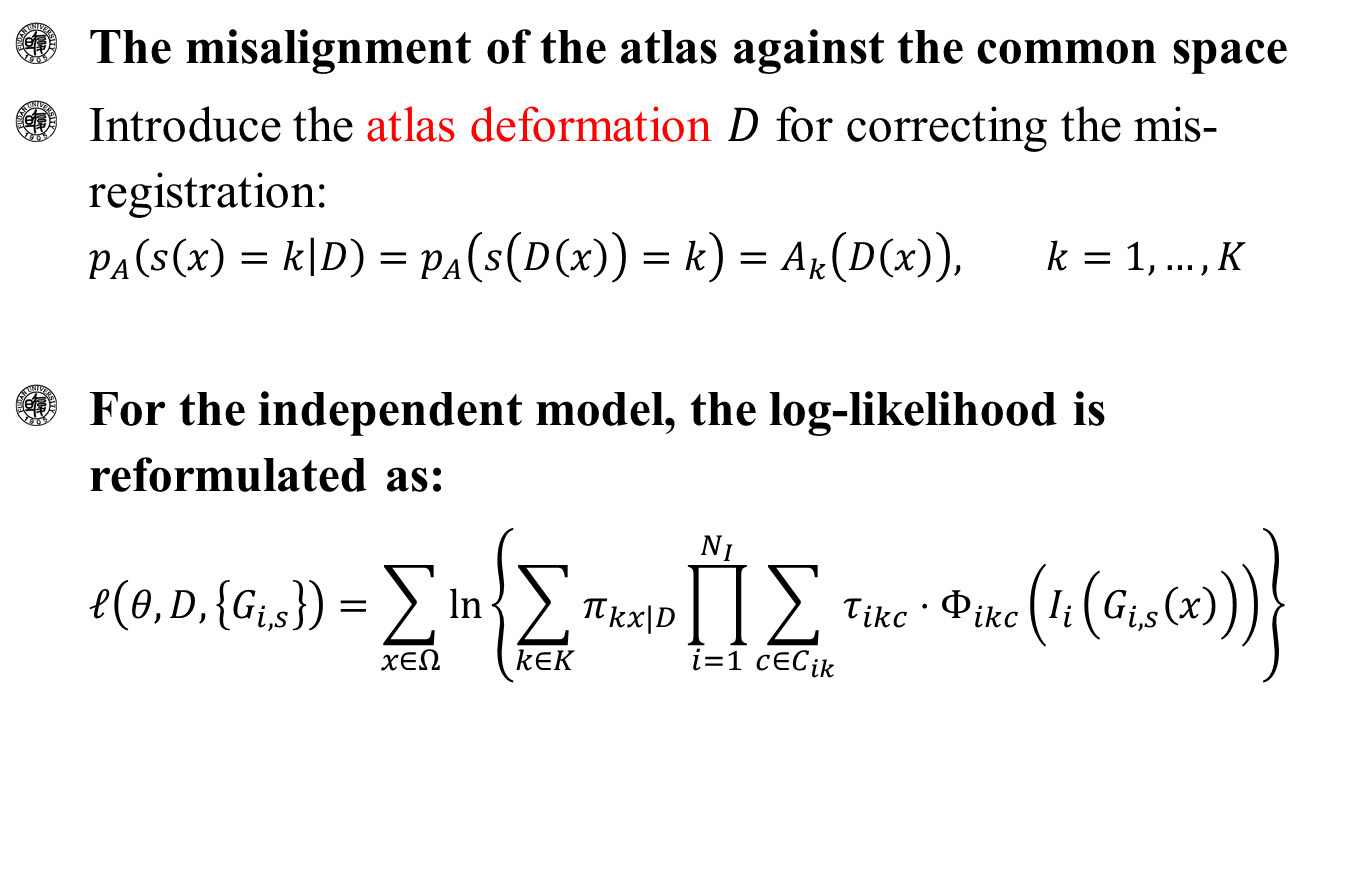 The misalignment of the atlas against the common space
Introduce the atlas deformation D for correcting the mis-
registration:
p_A(s(x) = k|D) = p_A(s(D(x)) = k) = A_k(D(x)), k = 1, … , K
For the independent model, the log-likelihood is
reformulated as:
ℓ(θ, D, {G_{i,s}}) = ∑_{x∈Ω} ln{∑_{k∈K} π_{kx|D} ∏_{i=1}^{N_I} ∑_{c∈C_{ik}} τ_{ikc} · Φ_{ikc}(I_i(G_{i,s}(x)))}